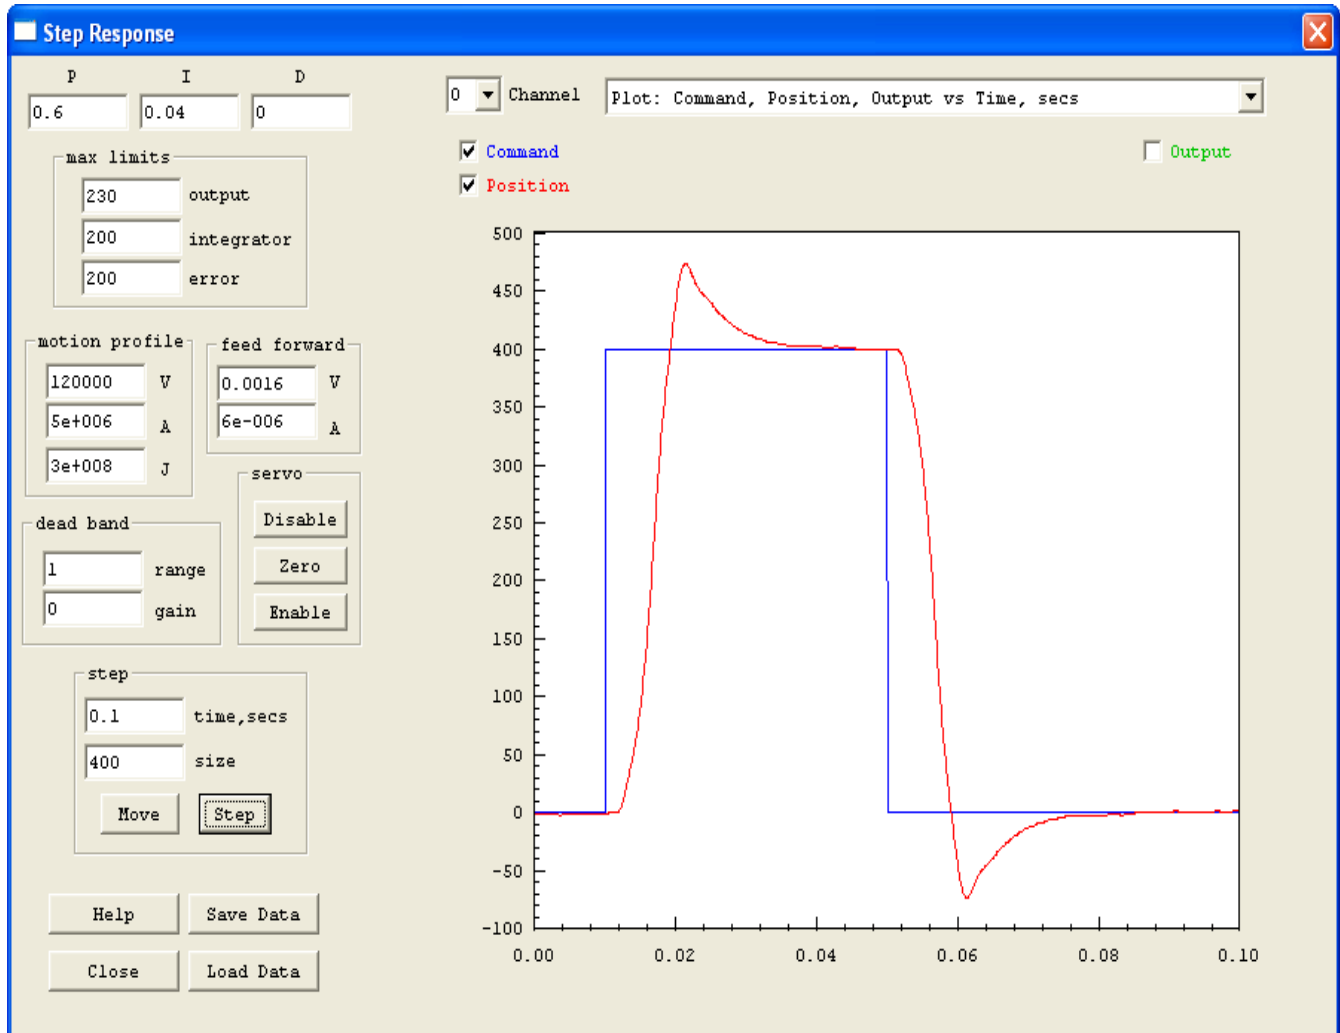 Step Response
P I D
0.6 0.04 0
0 Channel Plot: Command, Position, Output vs Time, secs
Command Output
Position
max limits
230 output
200 integrator
200 error
motion profile
120000 V
5e+006 A
3e+008 J
feed forward
0.0016 V
6e-006 A
servo
Disable
Zero
Enable
dead band
1 range
0 gain
step
0.1 time,secs
400 size
Move Step
Help Save Data
Close Load Data
500
450
400
350
300
250
200
150
100
50
0
-50
-100
0.00 0.02 0.04 0.06 0.08 0.10